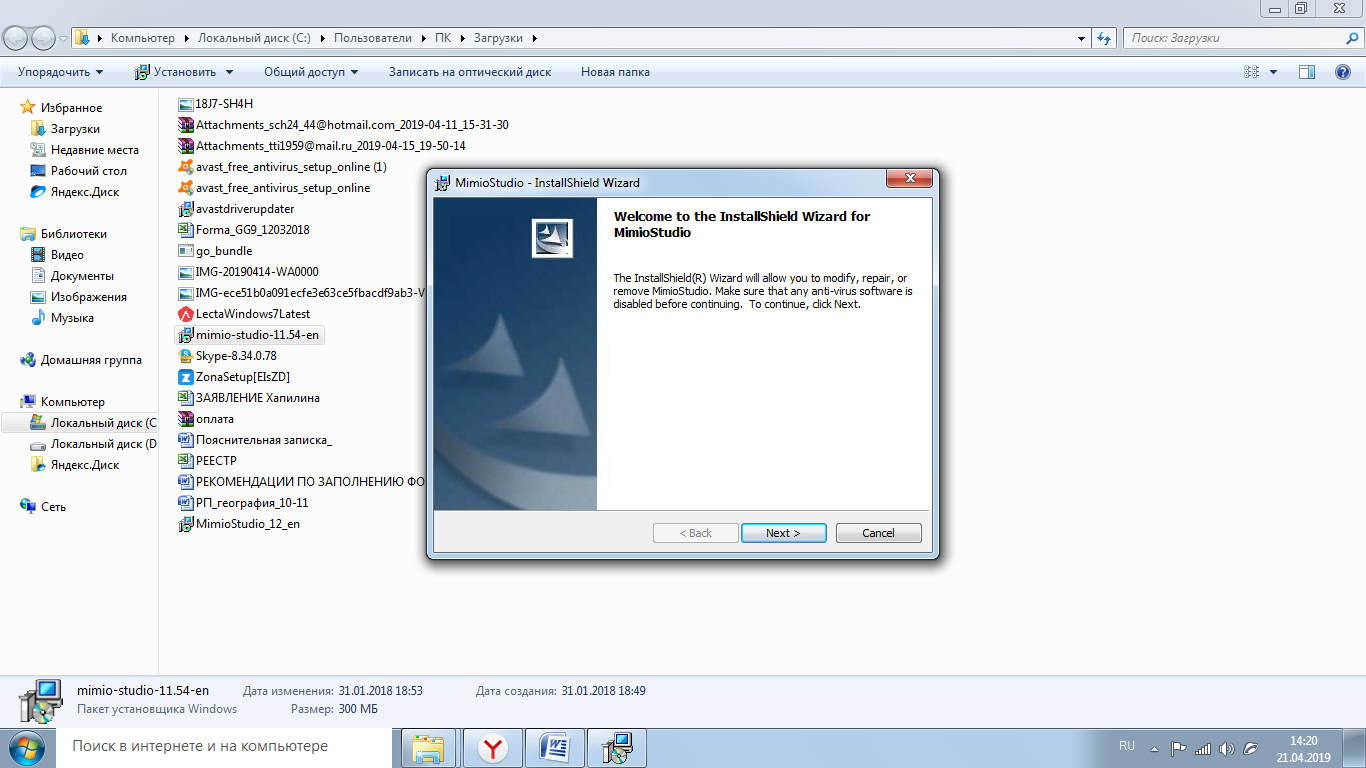 Компьютер ▸ Локальный диск (C:) ▸ Пользователи ▸ ПК ▸ Загрузки ▸
Поиск: Загрузки
Упорядочить Установить Общий доступ Записать на оптический диск Новая папка
Избранное
Загрузки
Недавние места
Рабочий стол
Яндекс.Диск
Библиотеки
Видео
Документы
Изображения
Музыка
Домашняя группа
Компьютер
Локальный диск (C
Локальный диск (D
Яндекс.Диск
Сеть
18J7-SH4H
Attachments_sch24_44@hotmail.com_2019-04-11_15-31-30
Attachments_tti1959@mail.ru_2019-04-15_19-50-14
avast_free_antivirus_setup_online (1)
avast_free_antivirus_setup_online
avastdriverupdater
Forma_GG9_12032018
go_bundle
IMG-20190414-WA0000
IMG-ece51b0a091ecfe3e63ce5fbacdf9ab3-V
LectaWindows7Latest
mimio-studio-11.54-en
Skype-8.34.0.78
ZonaSetup[EIsZD]
ЗАЯВЛЕНИЕ Хапилина
оплата
Пояснительная записка_
РЕЕСТР
РЕКОМЕНДАЦИИ ПО ЗАПОЛНЕНИЮ ФО
РП_география_10-11
MimioStudio_12_en
MimioStudio - InstallShield Wizard
Welcome to the InstallShield Wizard for
MimioStudio
The InstallShield(R) Wizard will allow you to modify, repair, or
remove MimioStudio. Make sure that any anti-virus software is
disabled before continuing. To continue, click Next.
< Back Next > Cancel
mimio-studio-11.54-en Дата изменения: 31.01.2018 18:53 Дата создания: 31.01.2018 18:49
Пакет установщика Windows Размер: 300 МБ
Поиск в интернете и на компьютере
RU
14:20
21.04.2019